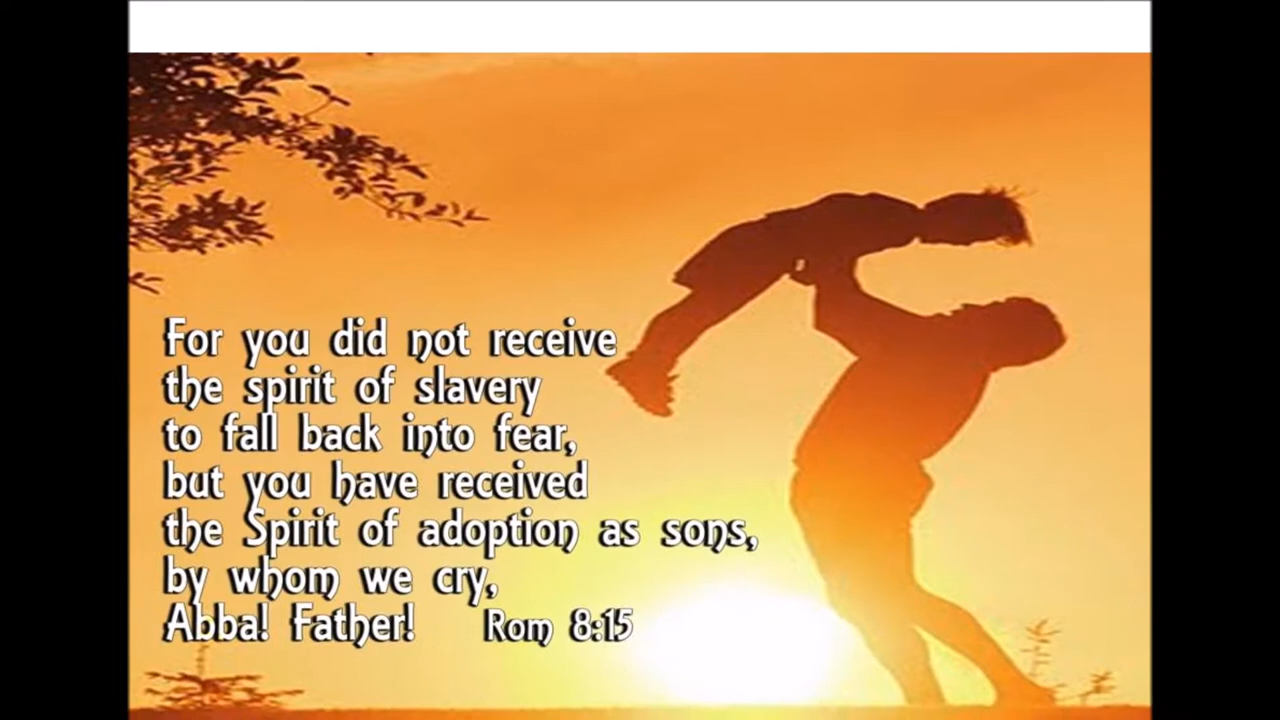 For you did not receive
the spirit of slavery
to fall back into fear,
but you have received
the Spirit of adoption as sons,
by whom we cry,
Abba! Father! Rom 8:15